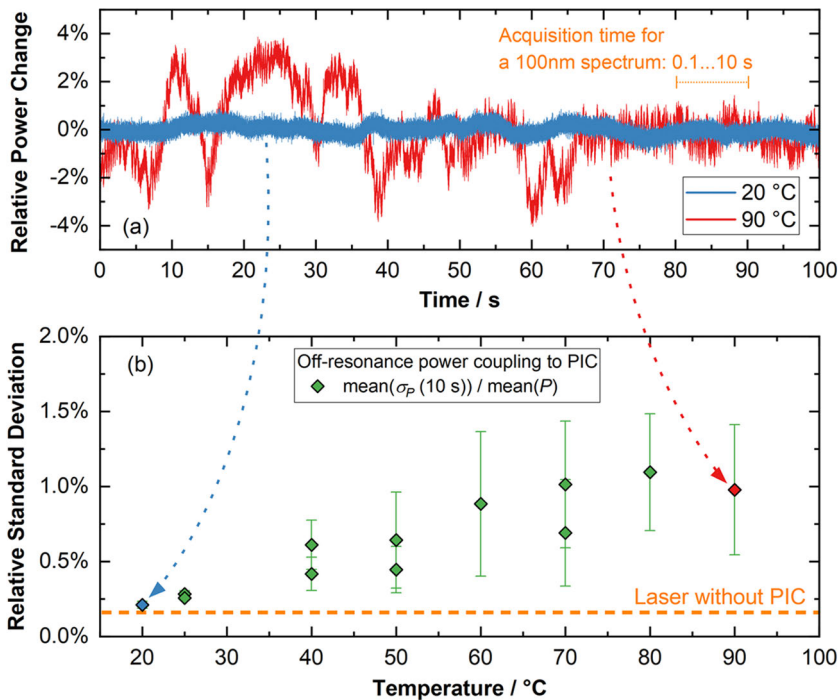 4%
2%
0%
-2%
-4%
Relative Power Change
Acquisition time for
a 100nm spectrum: 0.1...10 s
(a)
20 °C
90 °C
0 10 20 30 40 50 60 70 80 90 100
Time / s
2.0%
1.5%
1.0%
0.5%
0.0%
Relative Standard Deviation
(b)
Off-resonance power coupling to PIC
mean(σP (10 s)) / mean(P)
Laser without PIC
20 30 40 50 60 70 80 90
Temperature / °C